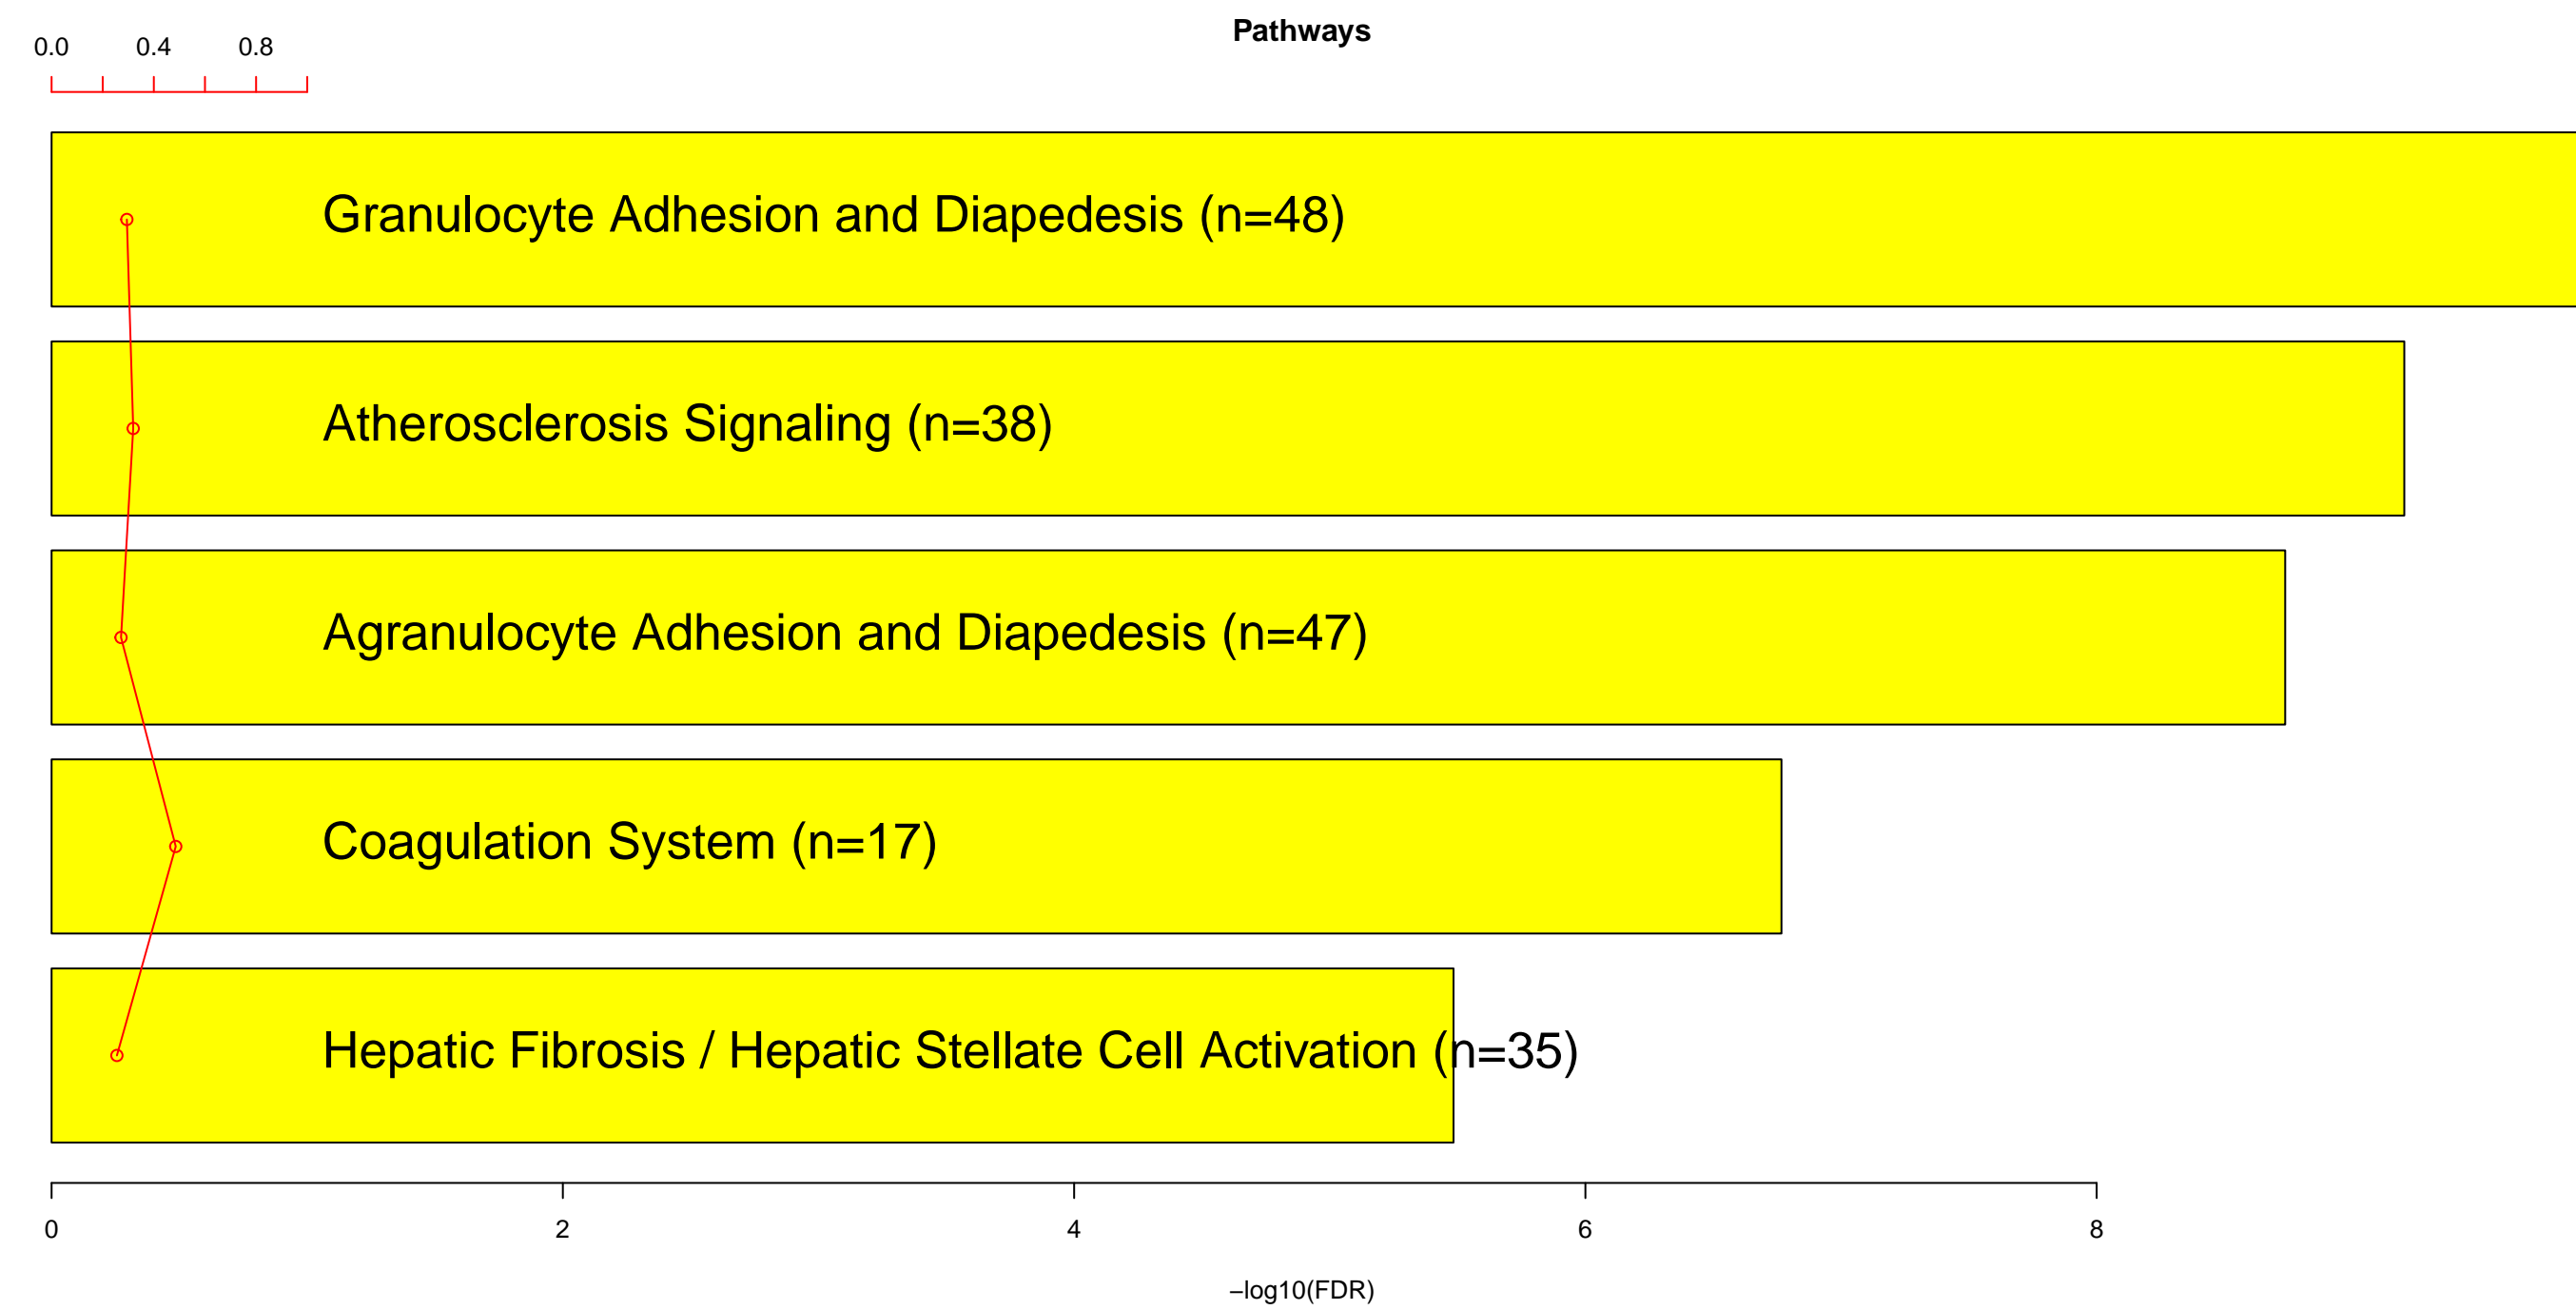 Pathways
0.0 0.4 0.8
Granulocyte Adhesion and Diapedesis (n=48)
Atherosclerosis Signaling (n=38)
Agranulocyte Adhesion and Diapedesis (n=47)
Coagulation System (n=17)
Hepatic Fibrosis / Hepatic Stellate Cell Activation (n=35)
0 2 4 6 8
−log10(FDR)